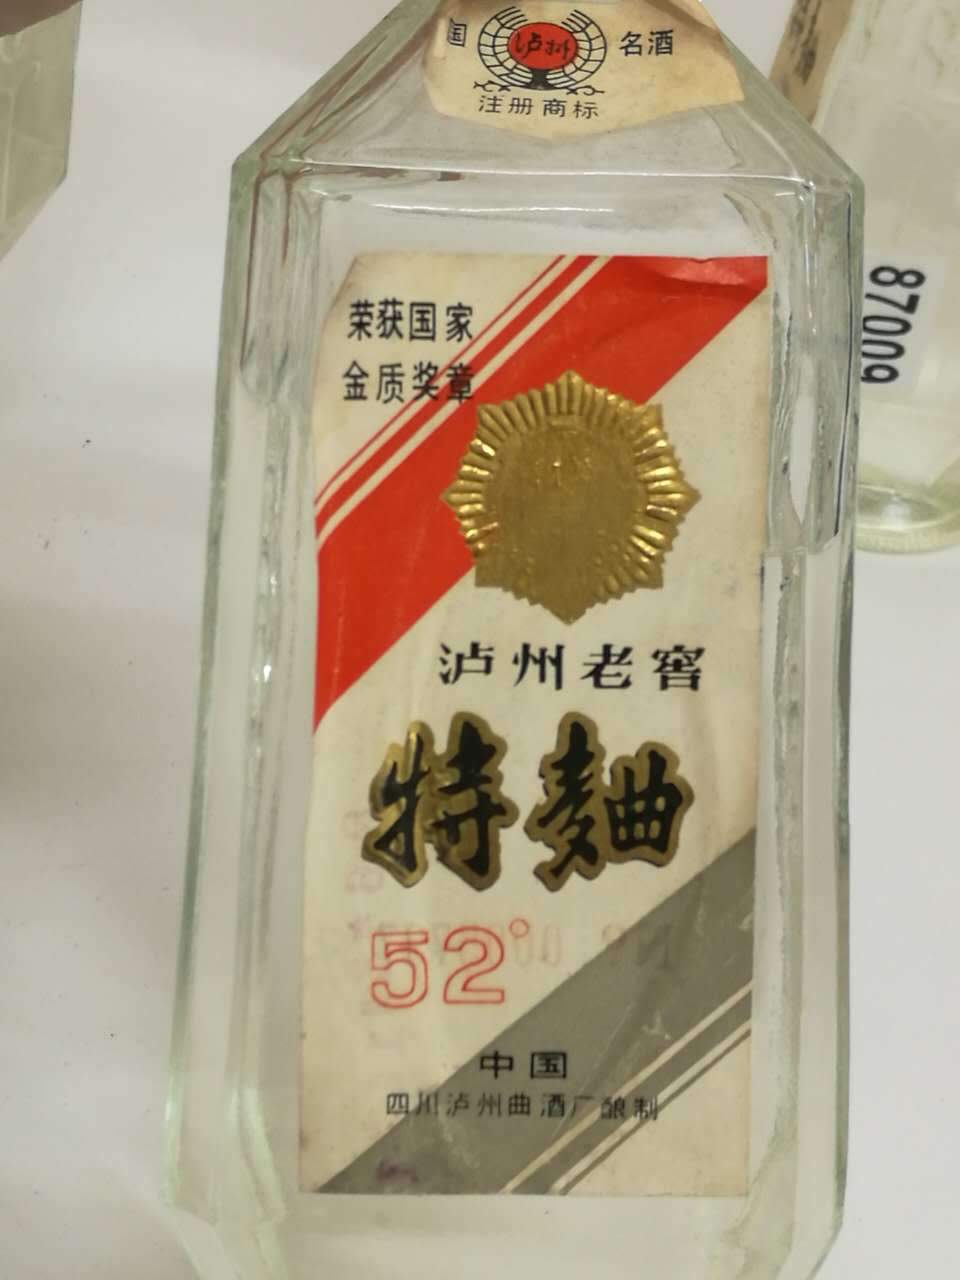 国 泸州 名酒
注册商标
荣获国家
金质奖章
泸州老窖
特麯
52°
中国
四川泸州曲酒厂酿制
87009